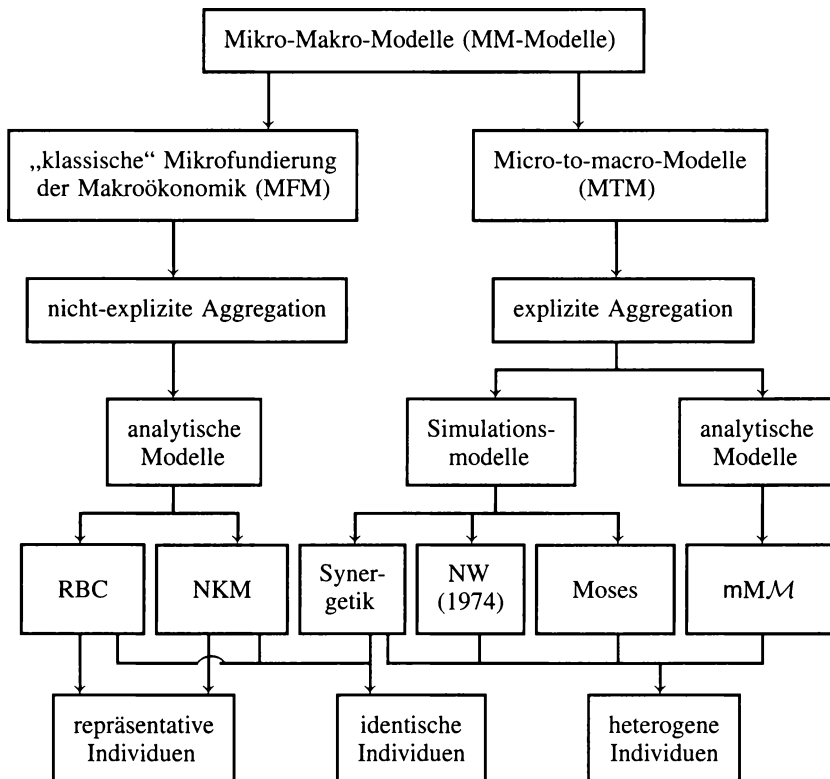 Mikro-Makro-Modelle (MM-Modelle)
„klassische“ Mikrofundierung
der Makroökonomik (MFM)
Micro-to-macro-Modelle
(MTM)
nicht-explizite Aggregation
explizite Aggregation
analytische
Modelle
Simulations-
modelle
analytische
Modelle
RBC
NKM
Syner-
getik
NW
(1974)
Moses
mMℳ
repräsentative
Individuen
identische
Individuen
heterogene
Individuen